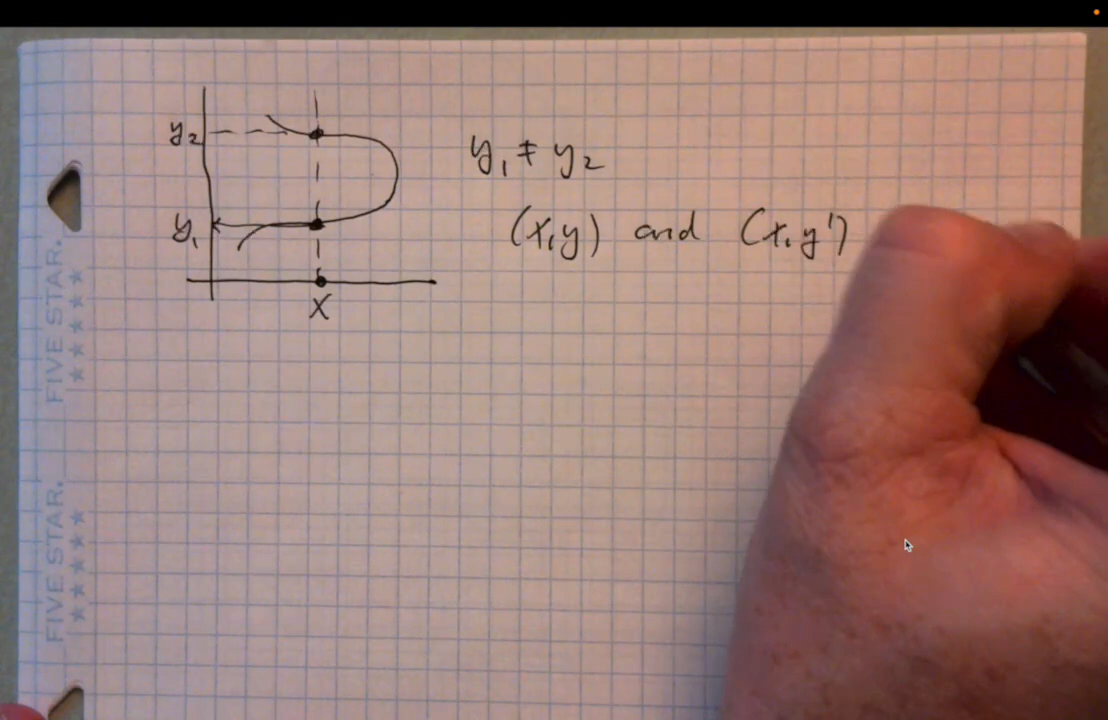 y₂
y₁ ≠ y₂
y₁
(x,y) and (x,y')
X
FIVE STAR.
FIVE STAR.